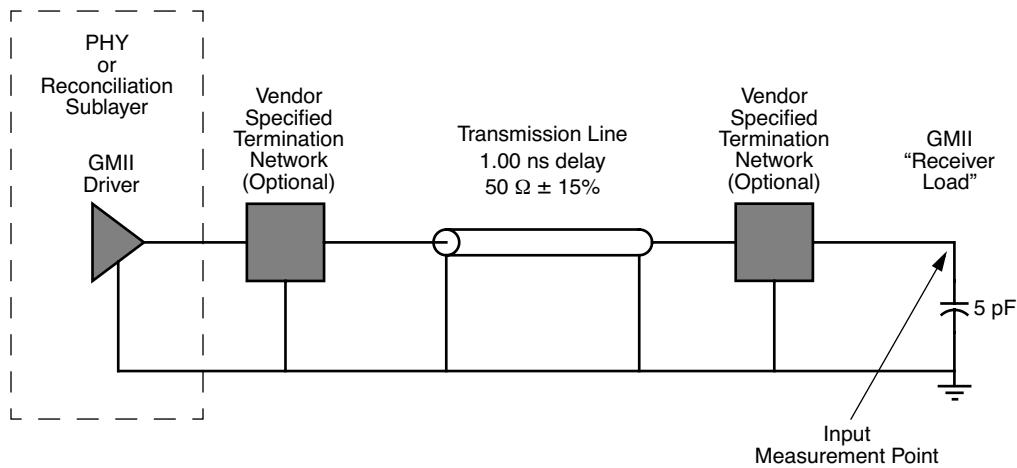 PHY
or
Reconciliation
Sublayer
GMII
Driver
Vendor
Specified
Termination
Network
(Optional)
Transmission Line
1.00 ns delay
50 Ω ± 15%
Vendor
Specified
Termination
Network
(Optional)
GMII
“Receiver
Load”
5 pF
Input
Measurement Point